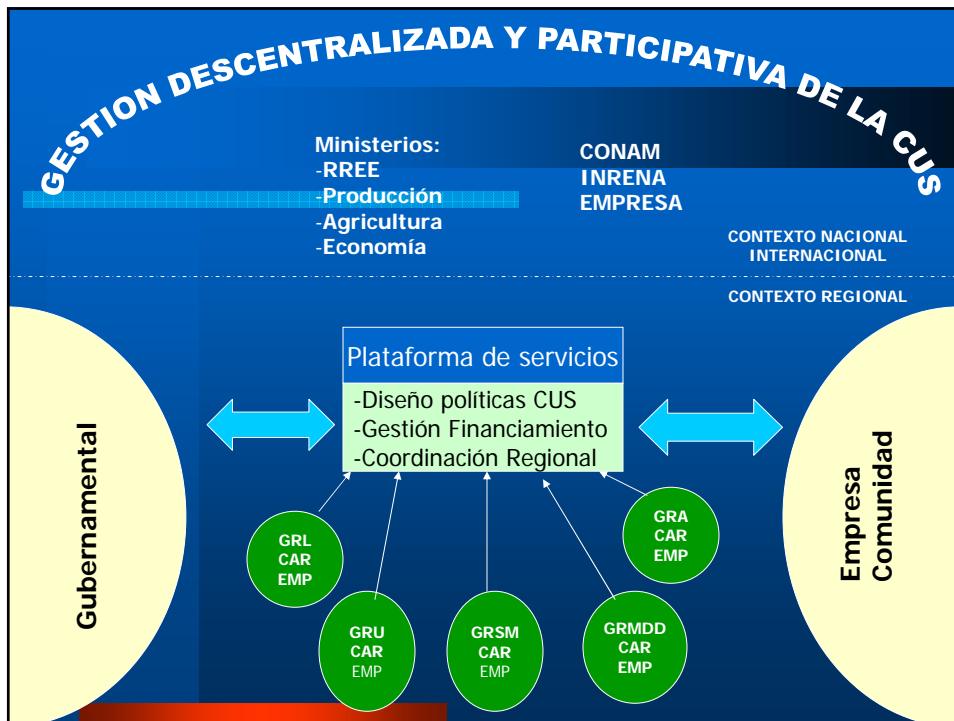 GESTION DESCENTRALIZADA Y PARTICIPATIVA DE LA CUS
Ministerios:
-RREE
-Producción
-Agricultura
-Economía
CONAM
INRENA
EMPRESA
CONTEXTO NACIONAL
INTERNACIONAL
CONTEXTO REGIONAL
Plataforma de servicios
-Diseño políticas CUS
-Gestión Financiamiento
-Coordinación Regional
Gubernamental
Empresa
Comunidad
GRL
CAR
EMP
GRU
CAR
EMP
GRSM
CAR
EMP
GRMDD
CAR
EMP
GRA
CAR
EMP